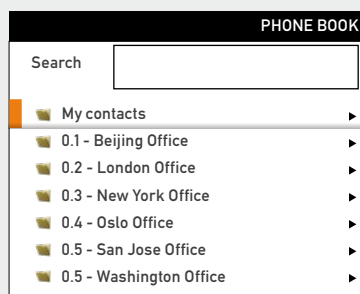 PHONE BOOK
Search
My contacts
0.1 - Beijing Office
0.2 - London Office
0.3 - New York Office
0.4 - Oslo Office
0.5 - San Jose Office
0.5 - Washington Office